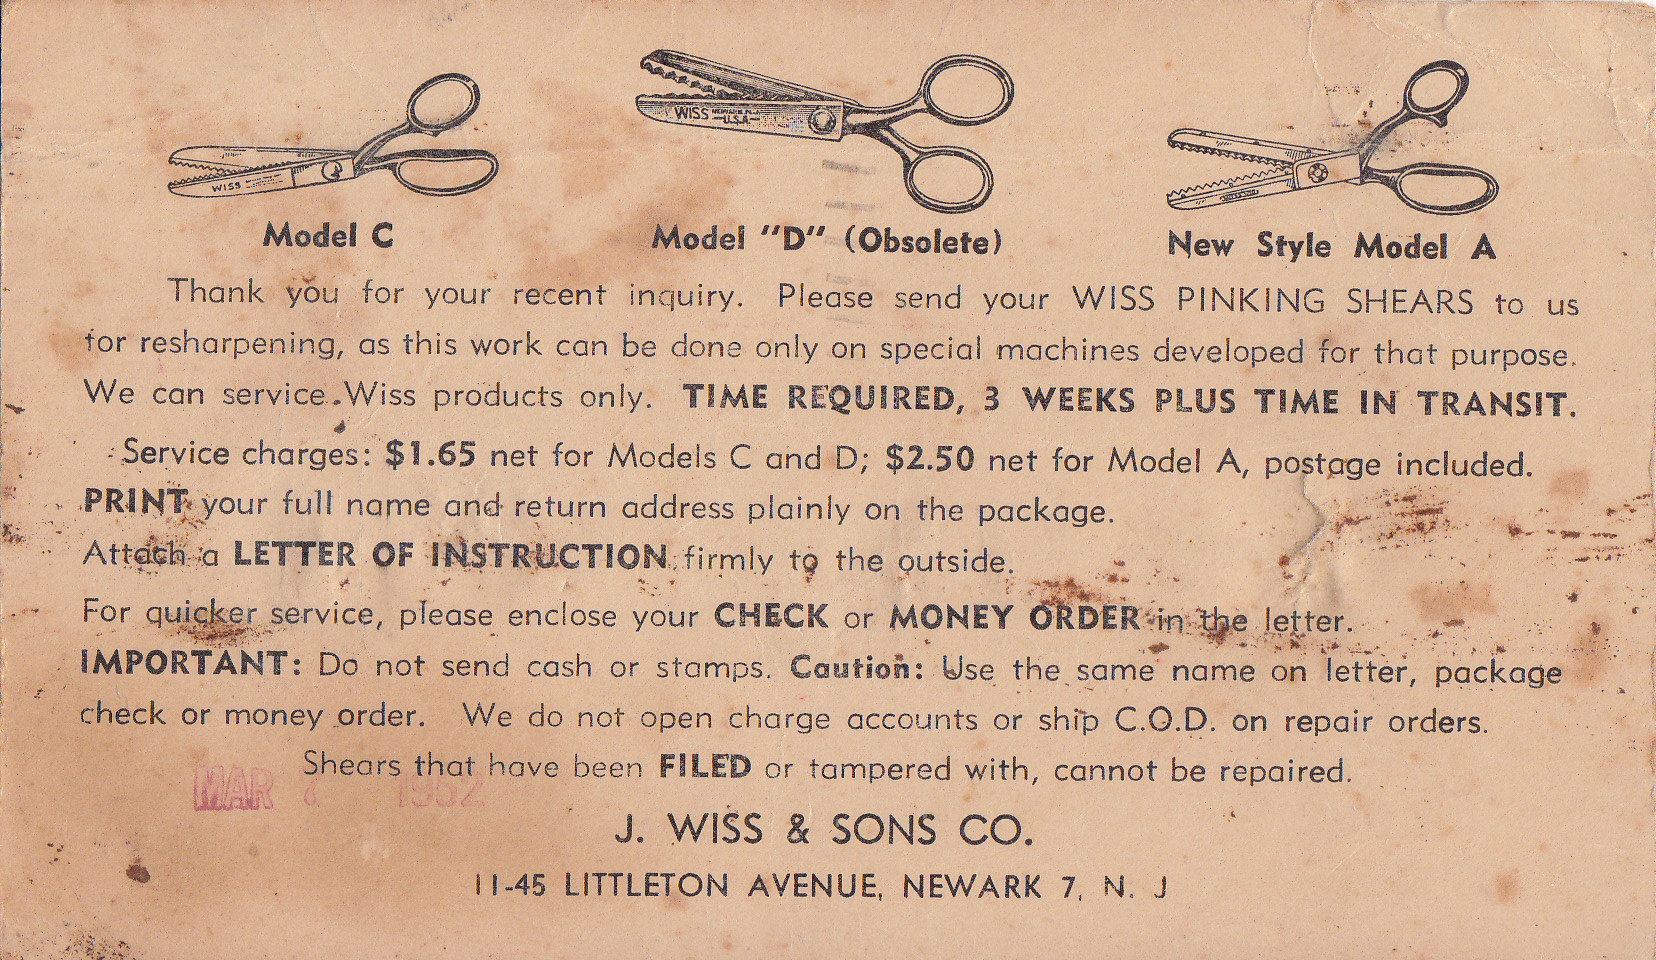 WISS
WISS NEWARK, N.J.
U.S.A.
WISS
Model C Model "D" (Obsolete) New Style Model A
Thank you for your recent inquiry. Please send your WISS PINKING SHEARS to us
for resharpening, as this work can be done only on special machines developed for that purpose.
We can service Wiss products only. TIME REQUIRED, 3 WEEKS PLUS TIME IN TRANSIT.
Service charges: $1.65 net for Models C and D; $2.50 net for Model A, postage included.
PRINT your full name and return address plainly on the package.
Attach a LETTER OF INSTRUCTION firmly to the outside.
For quicker service, please enclose your CHECK or MONEY ORDER in the letter.
IMPORTANT: Do not send cash or stamps. Caution: Use the same name on letter, package
check or money order. We do not open charge accounts or ship C.O.D. on repair orders.
Shears that have been FILED or tampered with, cannot be repaired.
MAR 7 1952
J. WISS & SONS CO.
11-45 LITTLETON AVENUE, NEWARK 7, N. J